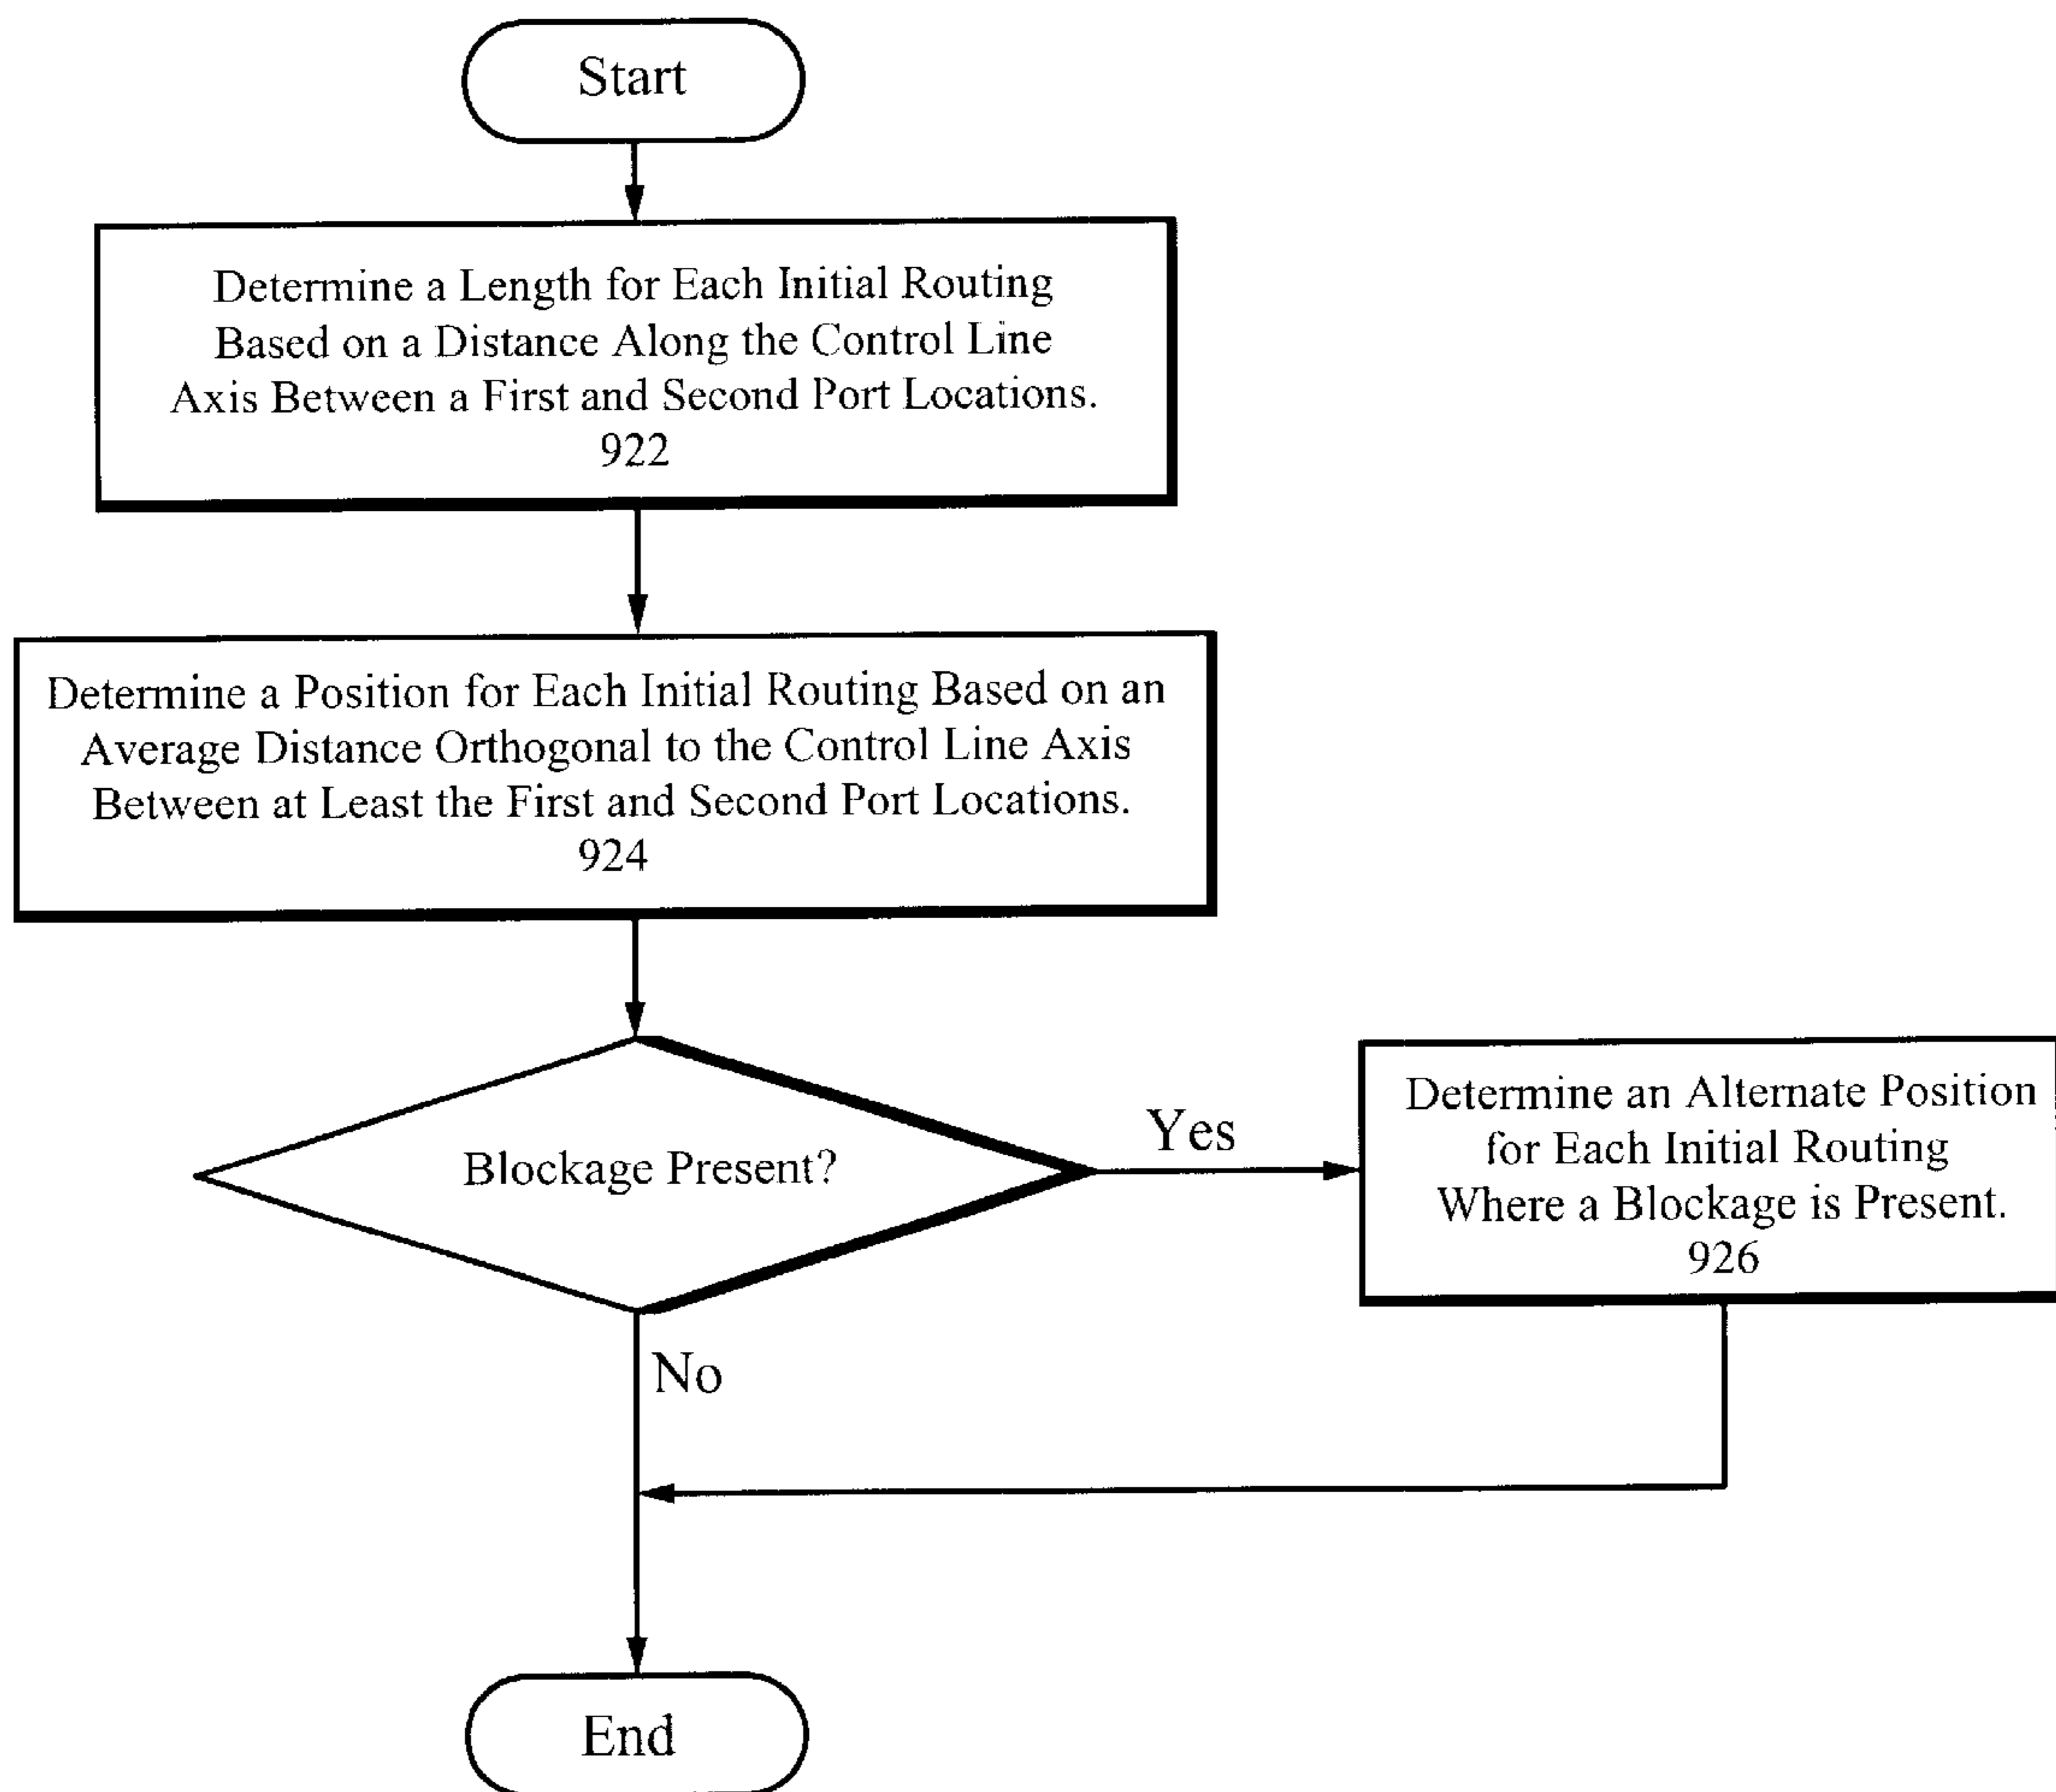 Start
Determine a Length for Each Initial Routing
Based on a Distance Along the Control Line
Axis Between a First and Second Port Locations.
922
Determine a Position for Each Initial Routing Based on an
Average Distance Orthogonal to the Control Line Axis
Between at Least the First and Second Port Locations.
924
Blockage Present?
Yes
Determine an Alternate Position
for Each Initial Routing
Where a Blockage is Present.
926
No
End